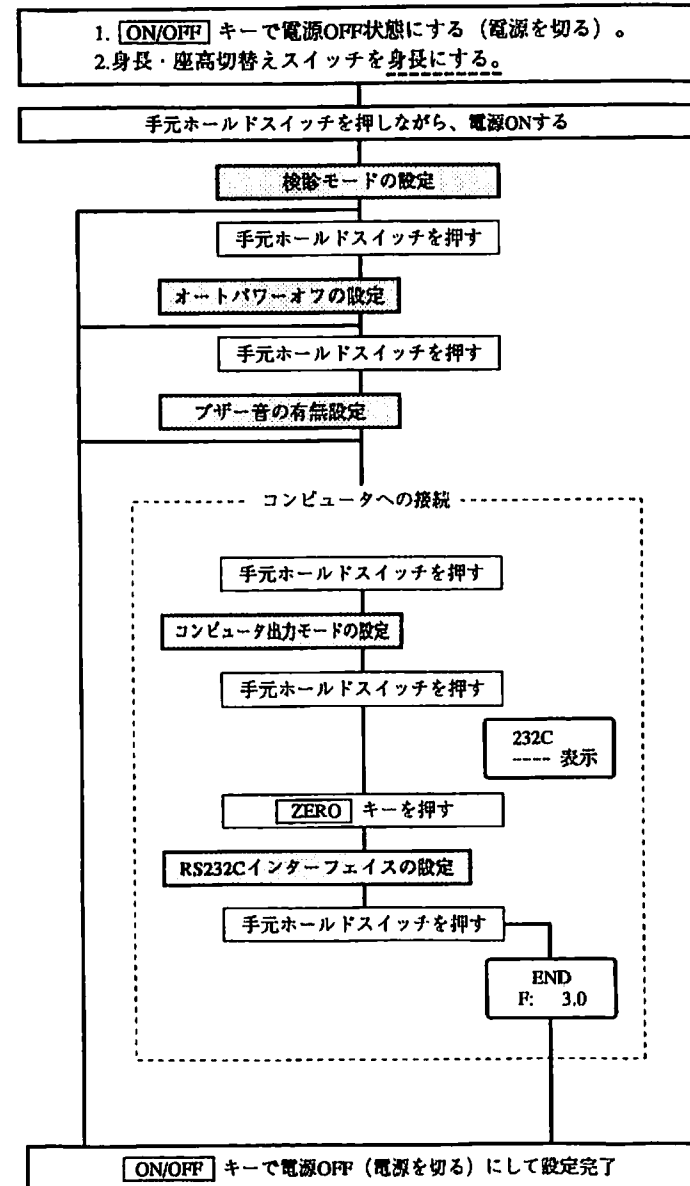 1. ON/OFF キーで電源OFF状態にする（電源を切る）。
2.身長・座高切替えスイッチを身長にする。
手元ホールドスイッチを押しながら、電源ONする
検診モードの設定
手元ホールドスイッチを押す
オートパワーオフの設定
手元ホールドスイッチを押す
ブザー音の有無設定
コンピュータへの接続
手元ホールドスイッチを押す
コンピュータ出力モードの設定
手元ホールドスイッチを押す
232C
---- 表示
ZERO キーを押す
RS232Cインターフェイスの設定
手元ホールドスイッチを押す
END
F: 3.0
ON/OFF キーで電源OFF（電源を切る）にして設定完了